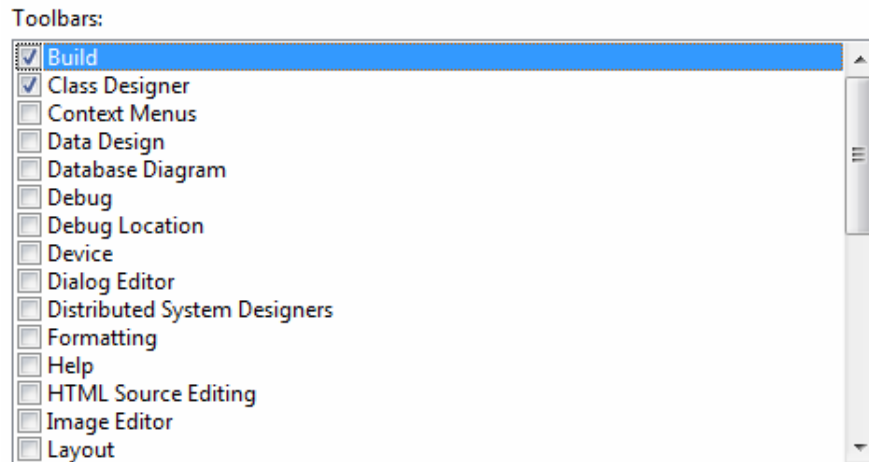 Toolbars:
Build
Class Designer
Context Menus
Data Design
Database Diagram
Debug
Debug Location
Device
Dialog Editor
Distributed System Designers
Formatting
Help
HTML Source Editing
Image Editor
Layout